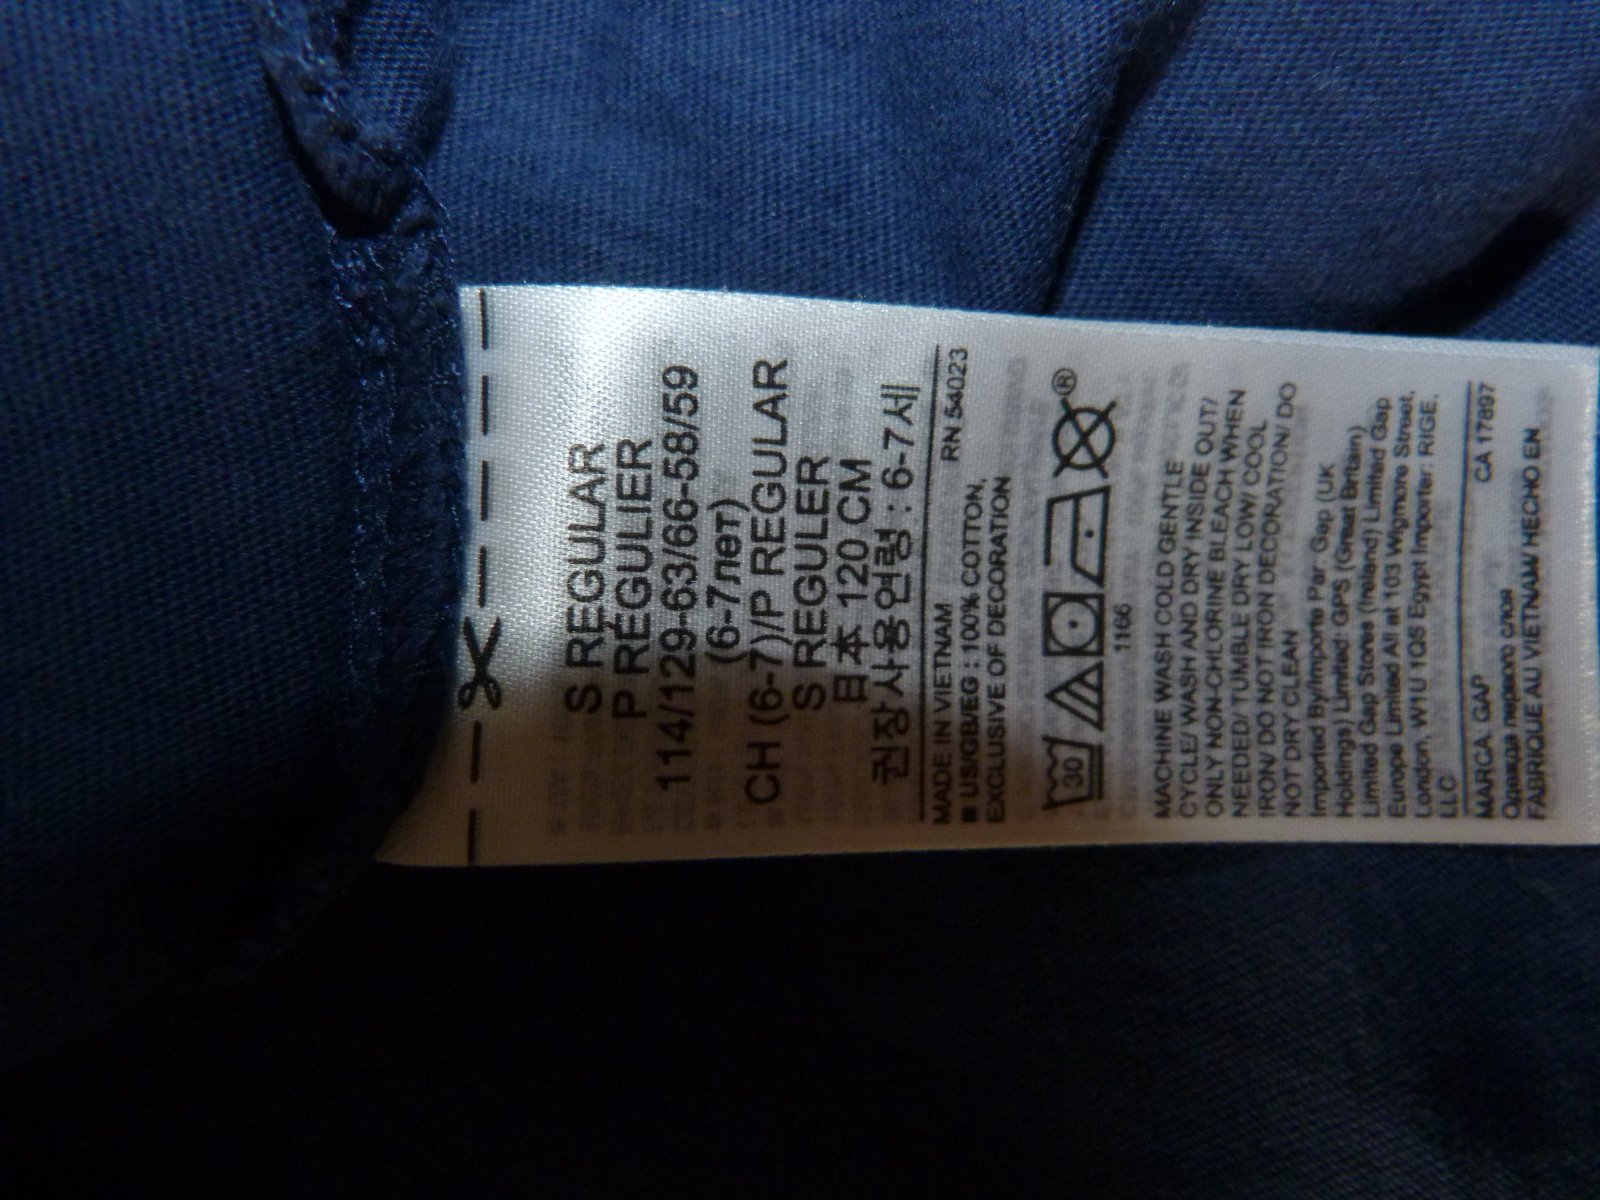 S REGULAR
P RÉGULIER
114/129-63/66-58/59
(6-7лет)
CH (6-7)/P REGULAR
S REGULER
日本 120 CM
권장사용연령 : 6-7세
MADE IN VIETNAM RN 54023
■ US/GB/EG : 100% COTTON,
EXCLUSIVE OF DECORATION
30
1166
MACHINE WASH COLD GENTLE
CYCLE/ WASH AND DRY INSIDE OUT/
ONLY NON-CHLORINE BLEACH WHEN
NEEDED/ TUMBLE DRY LOW/ COOL
IRON/ DO NOT IRON DECORATION/ DO
NOT DRY CLEAN
Imported By/Importe Par: Gap (UK
Holdings) Limited: GPS (Great Britain)
Limited Gap Stores (Ireland) Limited Gap
Europe Limited All at 103 Wigmore Street,
London, W1U 1QS Egypt Importer: RIGE,
LLC
MARCA: GAP CA 17897
Одежда первого слоя
FABRIQUÉ AU VIETNAM/ HECHO EN